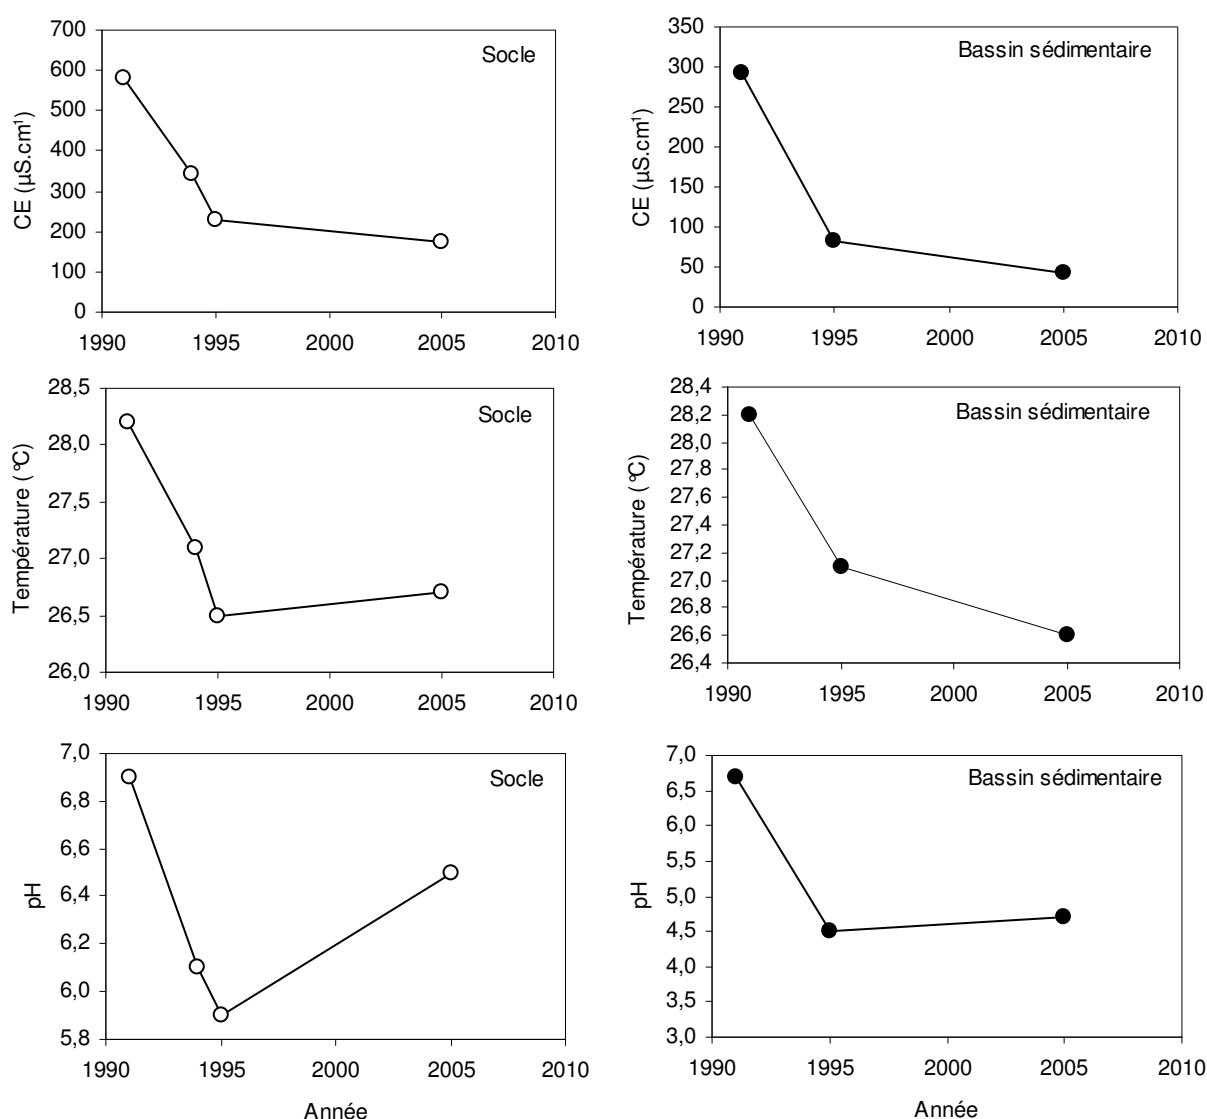 700
600
500
400
300
200
100
0
CE (µS.cm¹)
Socle
1990 1995 2000 2005 2010
350
300
250
200
150
100
50
0
CE (µS.cm¹)
Bassin sédimentaire
1990 1995 2000 2005 2010
28,5
28,0
27,5
27,0
26,5
26,0
Température (°C)
Socle
1990 1995 2000 2005 2010
28,4
28,2
28,0
27,8
27,6
27,4
27,2
27,0
26,8
26,6
26,4
Température (°C)
Bassin sédimentaire
1990 1995 2000 2005 2010
7,0
6,8
6,6
6,4
6,2
6,0
5,8
pH
Socle
1990 1995 2000 2005 2010
Année
7,0
6,5
6,0
5,5
5,0
4,5
4,0
3,5
3,0
pH
Bassin sédimentaire
1990 1995 2000 2005 2010
Année